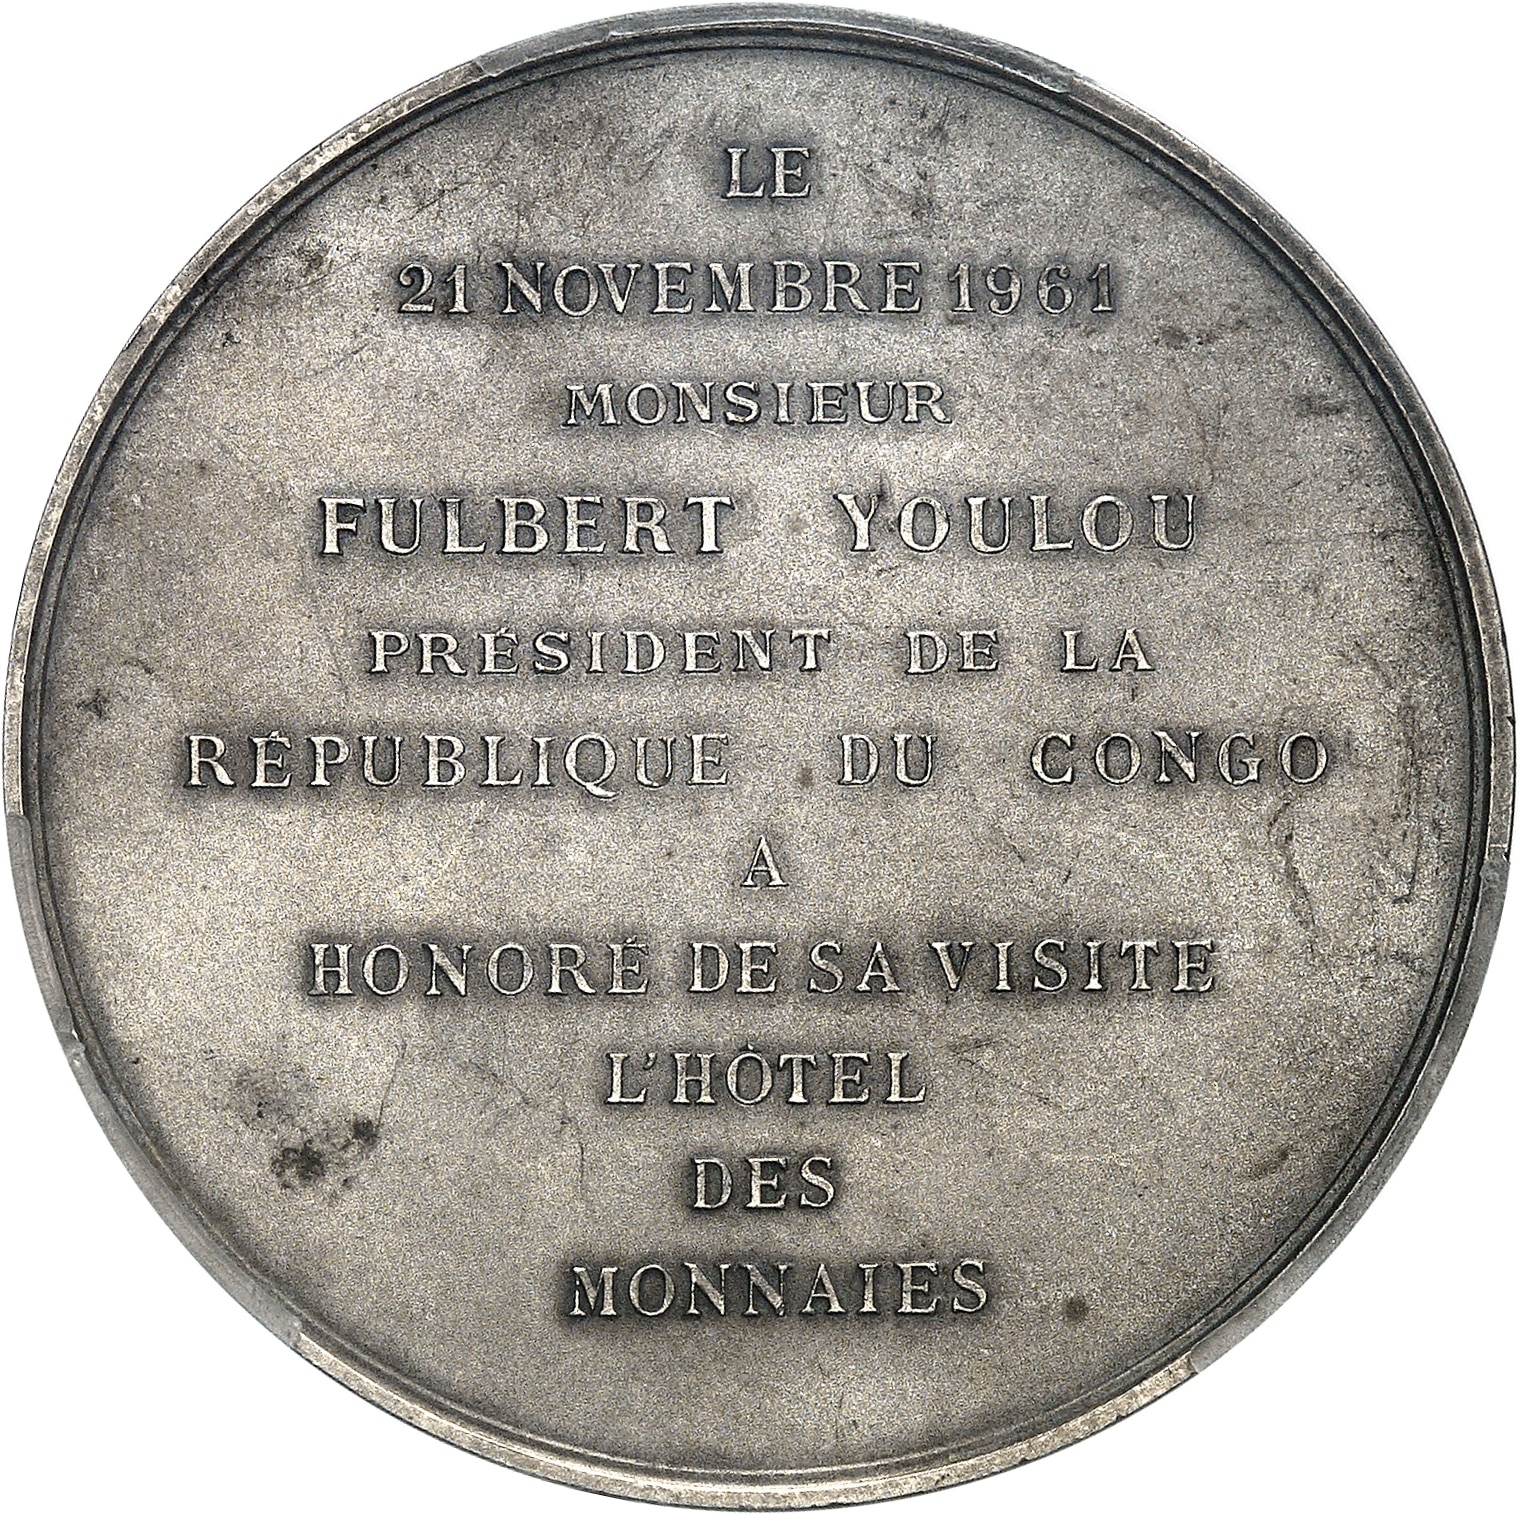 LE
21 NOVEMBRE 1961
MONSIEUR
FULBERT YOULOU
PRÉSIDENT DE LA
RÉPUBLIQUE DU CONGO
A
HONORÉ DE SA VISITE
L'HÔTEL
DES
MONNAIES